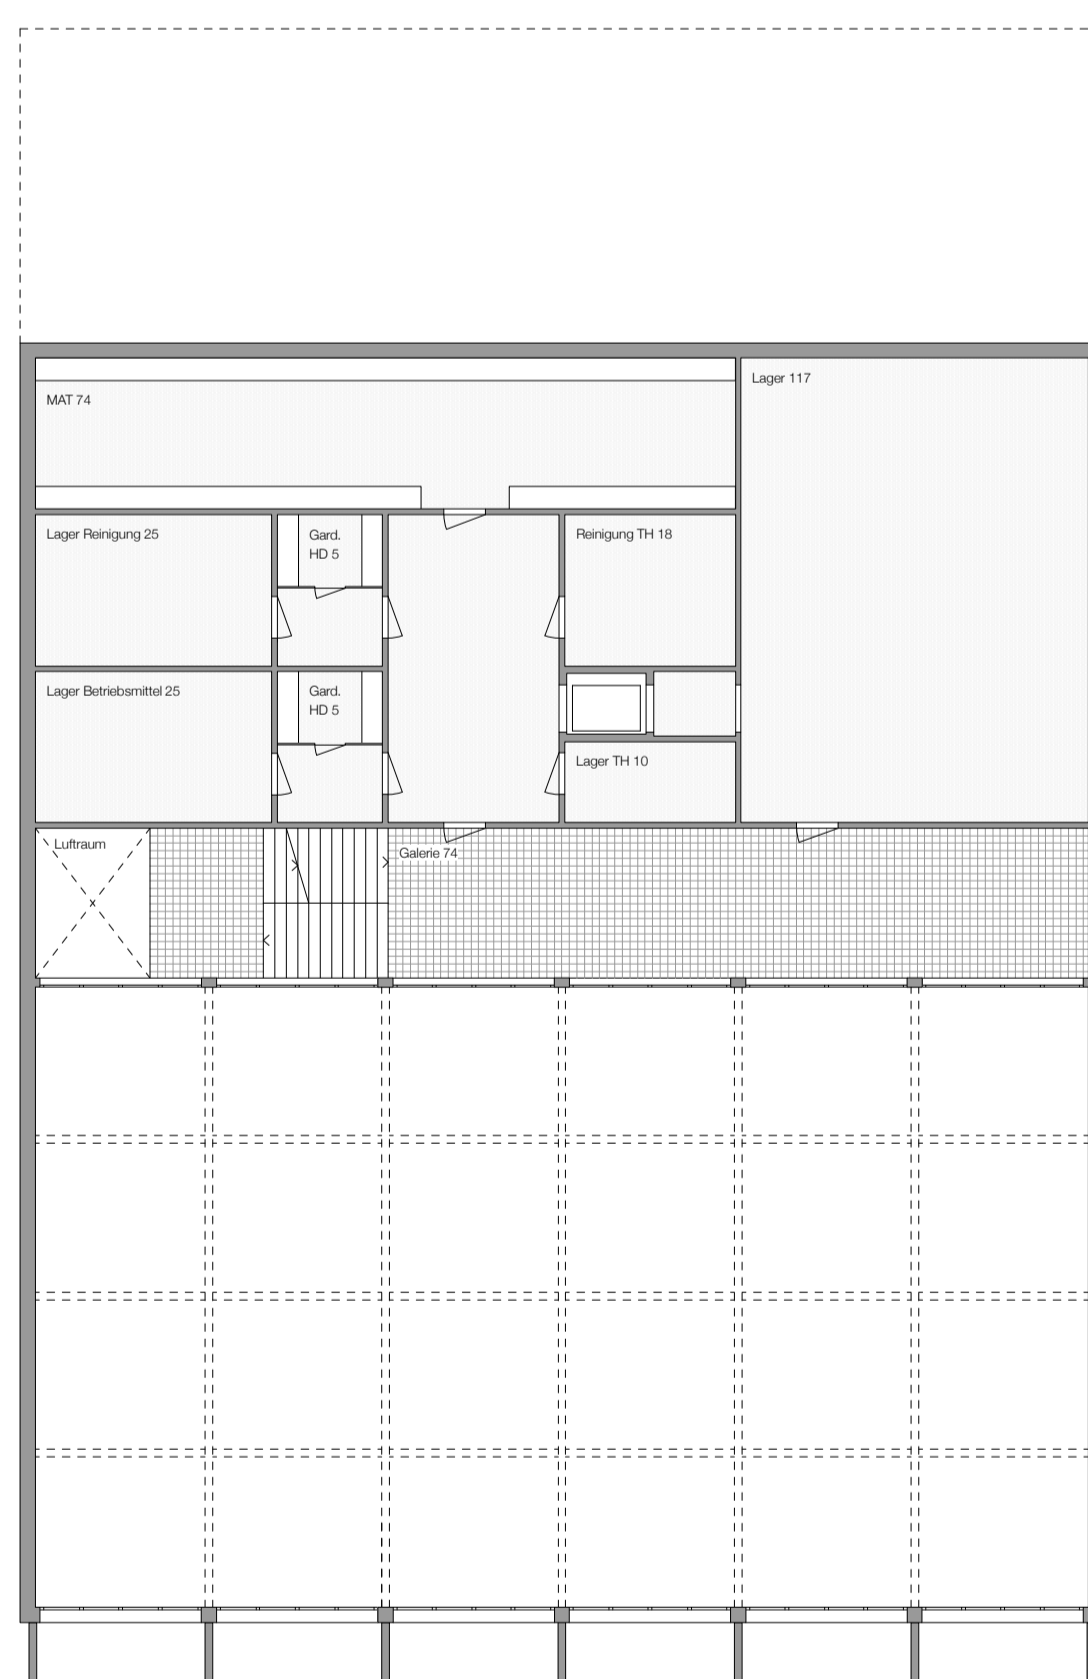 Lager 117
MAT 74
Lager Reinigung 25
Gard.
HD 5
Reinigung TH 18
Lager Betriebsmittel 25
Gard.
HD 5
Lager TH 10
Luftraum
Galerie 74